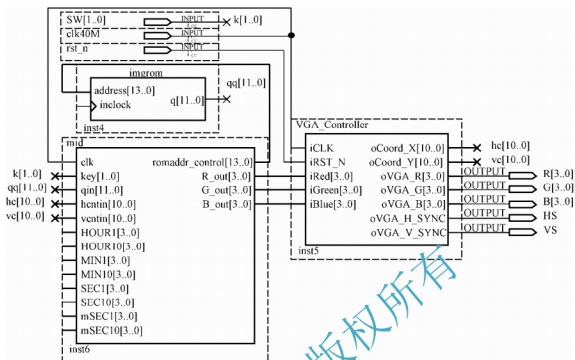 SW[1..0] INPUT k[1..0]
clk40M INPUT
rst_n INPUT
imgrom
address[13..0]
q[11..0]
qq[11..0]
inclock
inst4
mid
clk romaddr_control[13..0]
k[1..0] key[1..0] R_out[3..0]
qq[11..0] qin[11..0] G_out[3..0]
hc[10..0] hcntin[10..0] B_out[3..0]
vc[10..0] vcntin[10..0]
HOUR1[3..0]
HOUR10[3..0]
MIN1[3..0]
MIN10[3..0]
SEC1[3..0]
SEC10[3..0]
mSEC1[3..0]
mSEC10[3..0]
inst6
VGA_Controller
iCLK oCoord_X[10..0] hc[10..0]
iRST_N oCoord_Y[10..0] vc[10..0]
iRed[3..0] oVGA_R[3..0] OUTPUT R[3..0]
iGreen[3..0] oVGA_G[3..0] OUTPUT G[3..0]
iBlue[3..0] oVGA_B[3..0] OUTPUT B[3..0]
oVGA_H_SYNC OUTPUT HS
oVGA_V_SYNC OUTPUT VS
inst5
版权所有